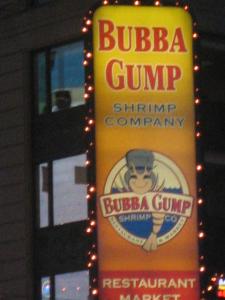 BUBBA
GUMP
SHRIMP
COMPANY
BUBBA GUMP
SHRIMP CO.
RESTAURANT
MARKET